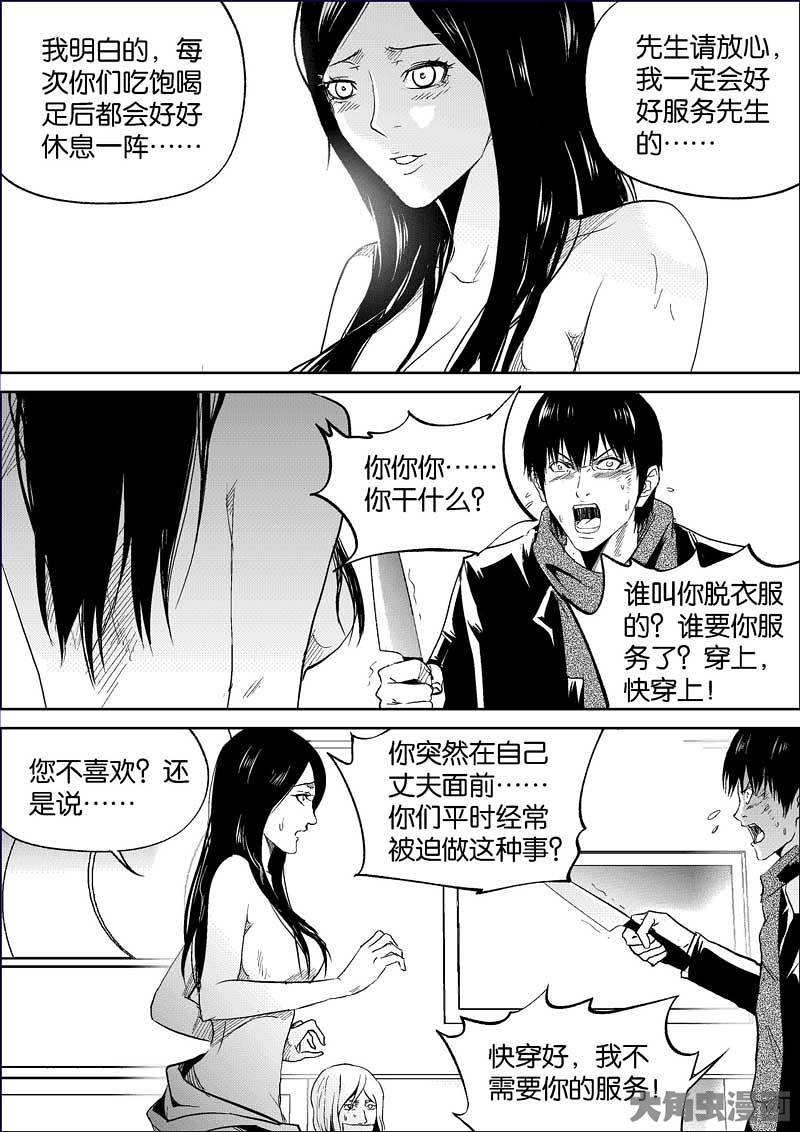 我明白的，每
次你们吃饱喝
足后都会好好
休息一阵……
先生请放心，
我一定会好
好服务先生
的……
你你你……
你干什么？
谁叫你脱衣服
的？谁要你服
务了？穿上，
快穿上！
您不喜欢？还
是说……
你突然在自己
丈夫面前……
你们平时经常
被迫做这种事？
快穿好，我不
需要你的服务！
大角虫漫画